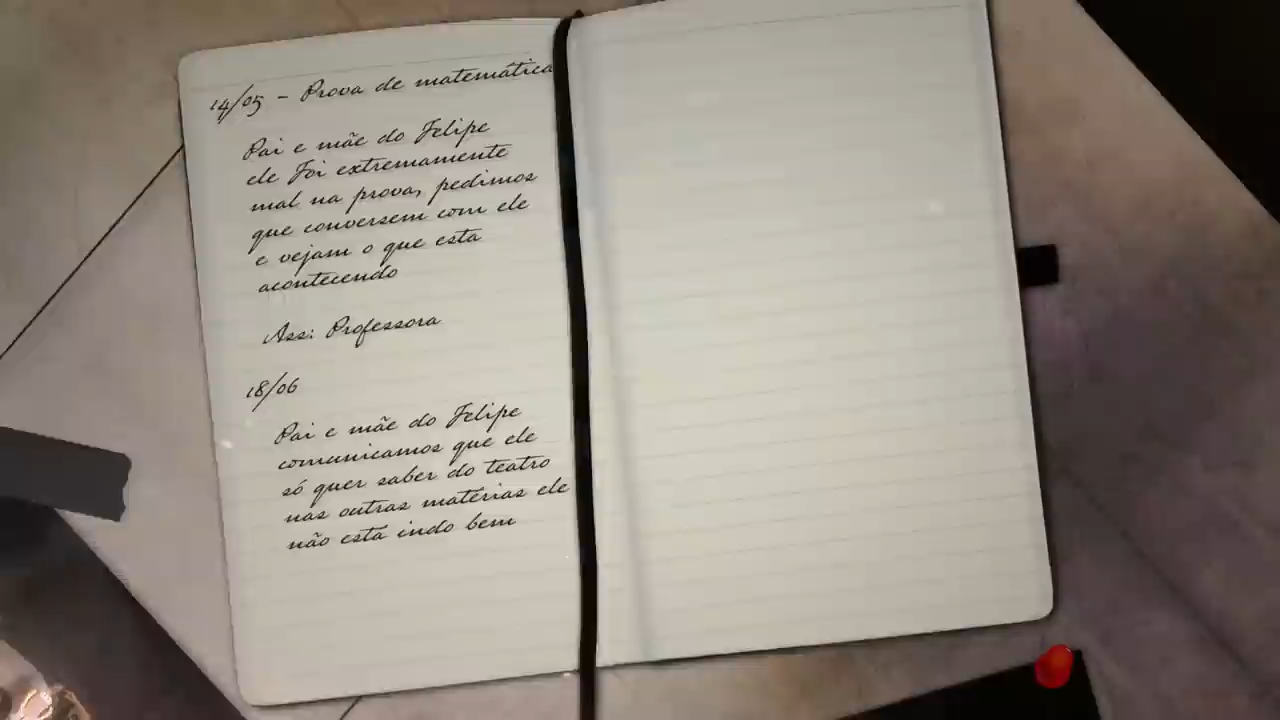 14/05 - Prova de matemática
Pai e mãe do Felipe
ele Foi extremamente
mal na prova, pedimos
que conversem com ele
e vejam o que esta
acontecendo
Ass: Professora
18/06
Pai e mãe do Felipe
comunicamos que ele
só quer saber do teatro
nas outras matérias ele
não esta indo bem